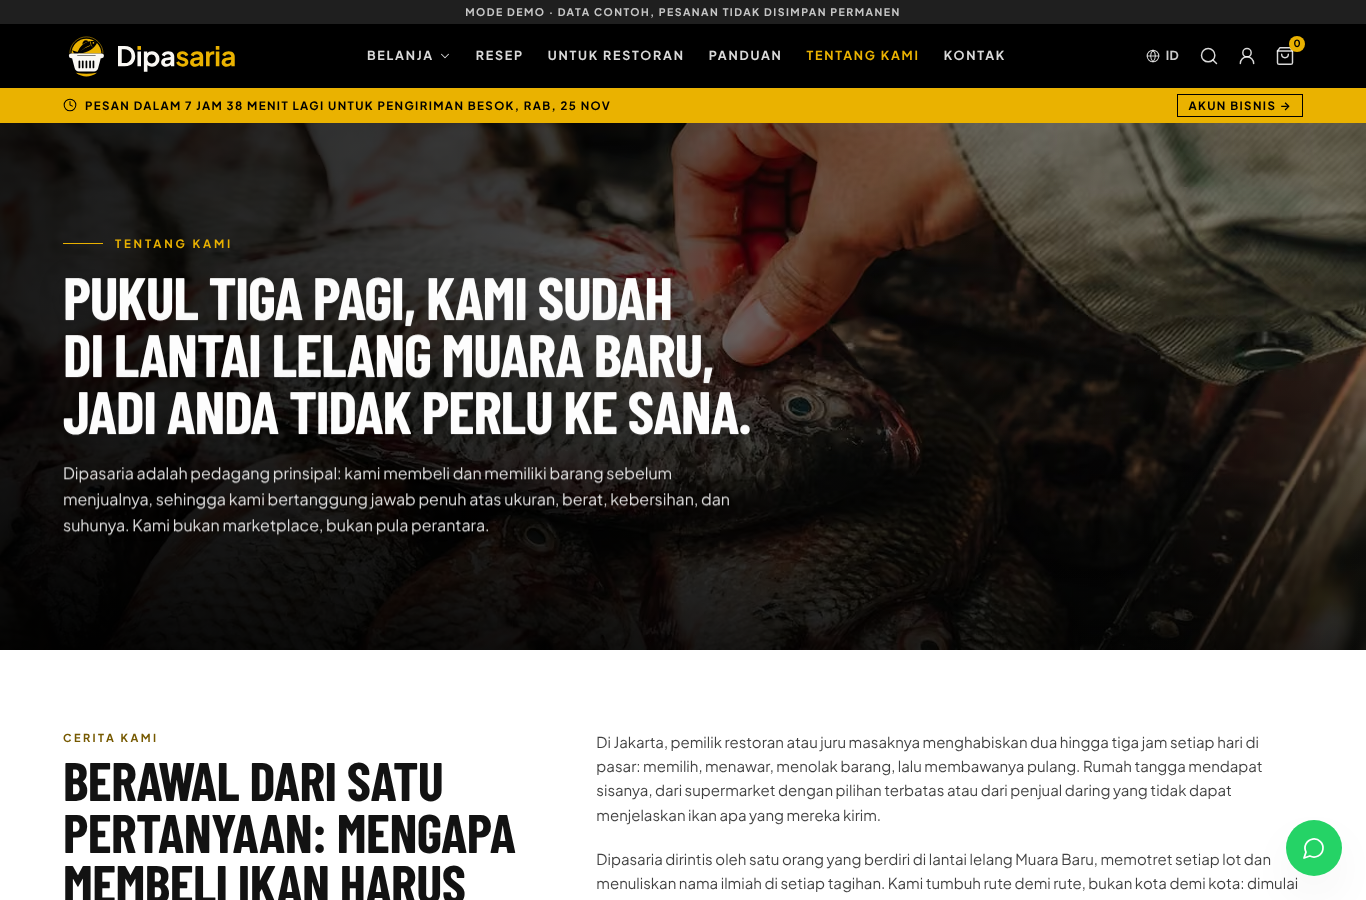 MODE DEMO · DATA CONTOH, PESANAN TIDAK DISIMPAN PERMANEN
Dipasaria
BELANJA
RESEP
UNTUK RESTORAN
PANDUAN
TENTANG KAMI
KONTAK
ID
0
PESAN DALAM 7 JAM 38 MENIT LAGI UNTUK PENGIRIMAN BESOK, RAB, 25 NOV
AKUN BISNIS →
TENTANG KAMI
PUKUL TIGA PAGI, KAMI SUDAH
DI LANTAI LELANG MUARA BARU,
JADI ANDA TIDAK PERLU KE SANA.
Dipasaria adalah pedagang prinsipal: kami membeli dan memiliki barang sebelum
menjualnya, sehingga kami bertanggung jawab penuh atas ukuran, berat, kebersihan, dan
suhunya. Kami bukan marketplace, bukan pula perantara.
CERITA KAMI
BERAWAL DARI SATU
PERTANYAAN: MENGAPA
MEMBELI IKAN HARUS
Di Jakarta, pemilik restoran atau juru masaknya menghabiskan dua hingga tiga jam setiap hari di
pasar: memilih, menawar, menolak barang, lalu membawanya pulang. Rumah tangga mendapat
sisanya, dari supermarket dengan pilihan terbatas atau dari penjual daring yang tidak dapat
menjelaskan ikan apa yang mereka kirim.
Dipasaria dirintis oleh satu orang yang berdiri di lantai lelang Muara Baru, memotret setiap lot dan
menuliskan nama ilmiah di setiap tagihan. Kami tumbuh rute demi rute, bukan kota demi kota: dimulai